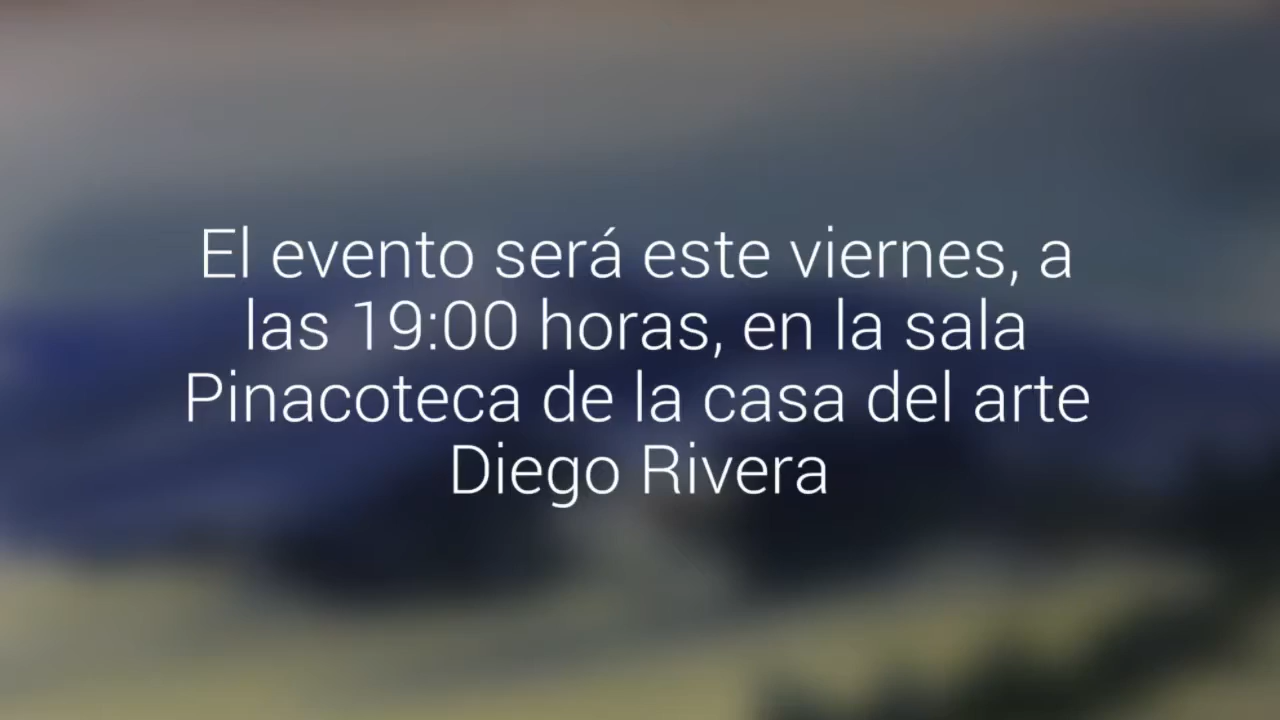 El evento será este viernes, a
las 19:00 horas, en la sala
Pinacoteca de la casa del arte
Diego Rivera